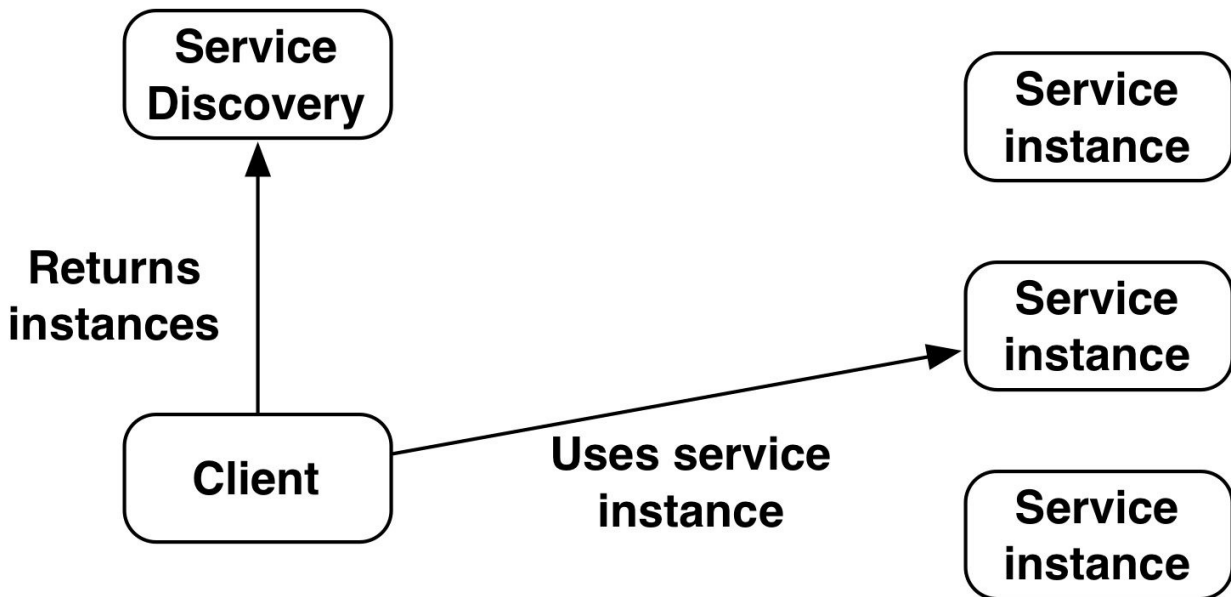 Service
Discovery
Service
instance
Returns
instances
Service
instance
Client
Uses service
instance
Service
instance